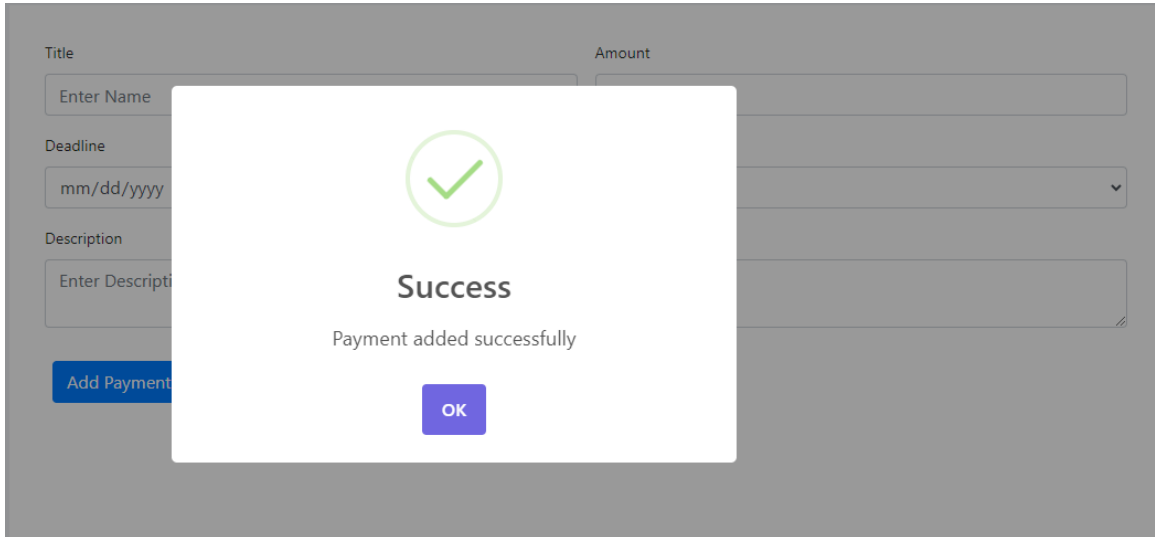 Title
Amount
Enter Name
Deadline
mm/dd/yyyy
Description
Enter Descripti
Success
Payment added successfully
Add Payment
OK